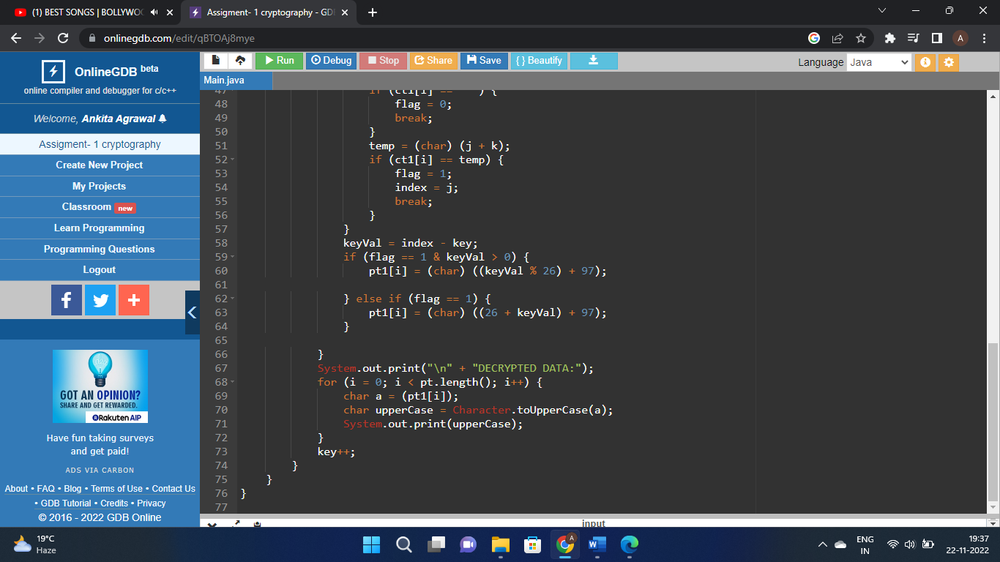 (1) BEST SONGS | BOLLYWO
Assigment- 1 cryptography - GD
onlinegdb.com/edit/qBTOAj8mye
A
OnlineGDB beta
online compiler and debugger for c/c++
Welcome, Ankita Agrawal
Assigment- 1 cryptography
Create New Project
My Projects
Classroom new
Learn Programming
Programming Questions
Logout
GOT AN OPINION?
SHARE AND GET REWARDED.
Rakuten AIP
Have fun taking surveys
and get paid!
ADS VIA CARBON
About • FAQ • Blog • Terms of Use • Contact Us
• GDB Tutorial • Credits • Privacy
© 2016 - 2022 GDB Online
Run Debug Stop Share Save { } Beautify
Language Java
Main.java
47 if (ct1[i] == ' ') {
48 flag = 0;
49 break;
50 }
51 temp = (char) (j + k);
52 if (ct1[i] == temp) {
53 flag = 1;
54 index = j;
55 break;
56 }
57 }
58 keyVal = index - key;
59 if (flag == 1 & keyVal > 0) {
60 pt1[i] = (char) ((keyVal % 26) + 97);
61
62 } else if (flag == 1) {
63 pt1[i] = (char) ((26 + keyVal) + 97);
64 }
65
66 }
67 System.out.print("\n" + "DECRYPTED DATA:");
68 for (i = 0; i < pt.length(); i++) {
69 char a = (pt1[i]);
70 char upperCase = Character.toUpperCase(a);
71 System.out.print(upperCase);
72 }
73 key++;
74 }
75 }
76 }
77
input
19°C
Haze
A
W
ENG
IN
19:37
22-11-2022